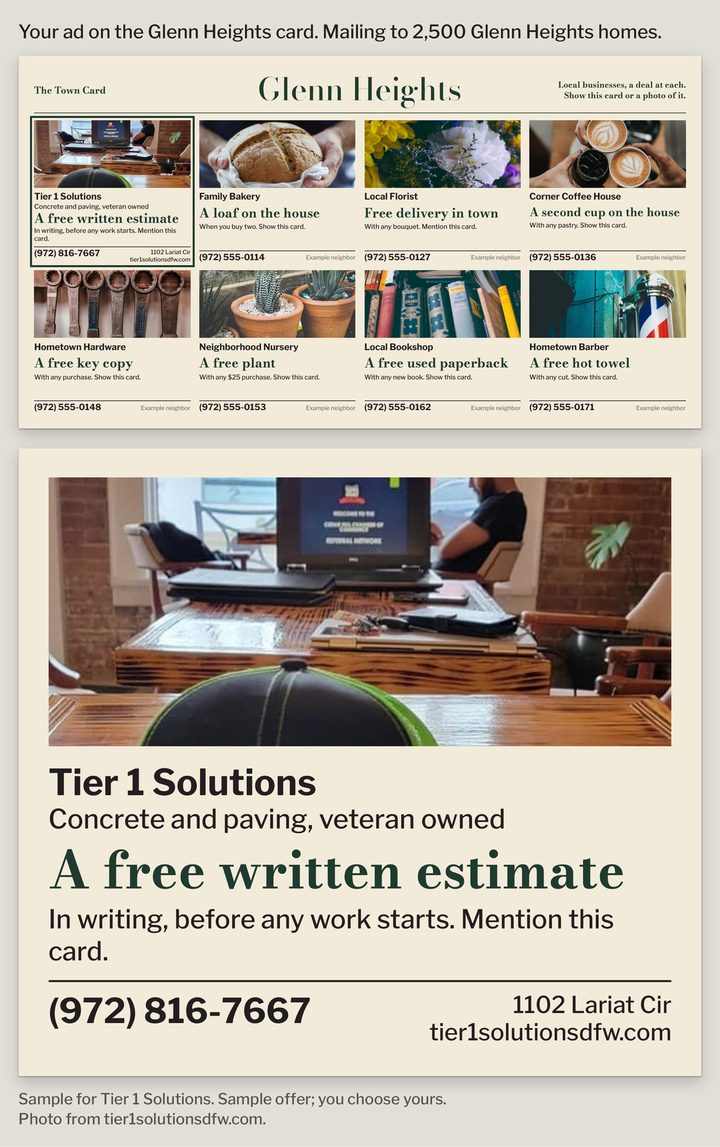 Your ad on the Glenn Heights card. Mailing to 2,500 Glenn Heights homes.
The Town Card
Glenn Heights
Local businesses, a deal at each.
Show this card or a photo of it.
Tier 1 Solutions
Concrete and paving, veteran owned
A free written estimate
In writing, before any work starts. Mention this
card.
(972) 816-7667
1102 Lariat Cir
tier1solutionsdfw.com
Family Bakery
A loaf on the house
When you buy two. Show this card.
(972) 555-0114
Example neighbor
Local Florist
Free delivery in town
With any bouquet. Mention this card.
(972) 555-0127
Example neighbor
Corner Coffee House
A second cup on the house
With any pastry. Show this card.
(972) 555-0136
Example neighbor
Hometown Hardware
A free key copy
With any purchase. Show this card.
(972) 555-0148
Example neighbor
Neighborhood Nursery
A free plant
With any $25 purchase. Show this card.
(972) 555-0153
Example neighbor
Local Bookshop
A free used paperback
With any new book. Show this card.
(972) 555-0162
Example neighbor
Hometown Barber
A free hot towel
With any cut. Show this card.
(972) 555-0171
Example neighbor
WELCOME TO THE
CEDAR HILL CHAMBER OF
COMMERCE
REFERRAL NETWORK
DELL
Tier 1 Solutions
Concrete and paving, veteran owned
A free written estimate
In writing, before any work starts. Mention this
card.
(972) 816-7667
1102 Lariat Cir
tier1solutionsdfw.com
Sample for Tier 1 Solutions. Sample offer; you choose yours.
Photo from tier1solutionsdfw.com.